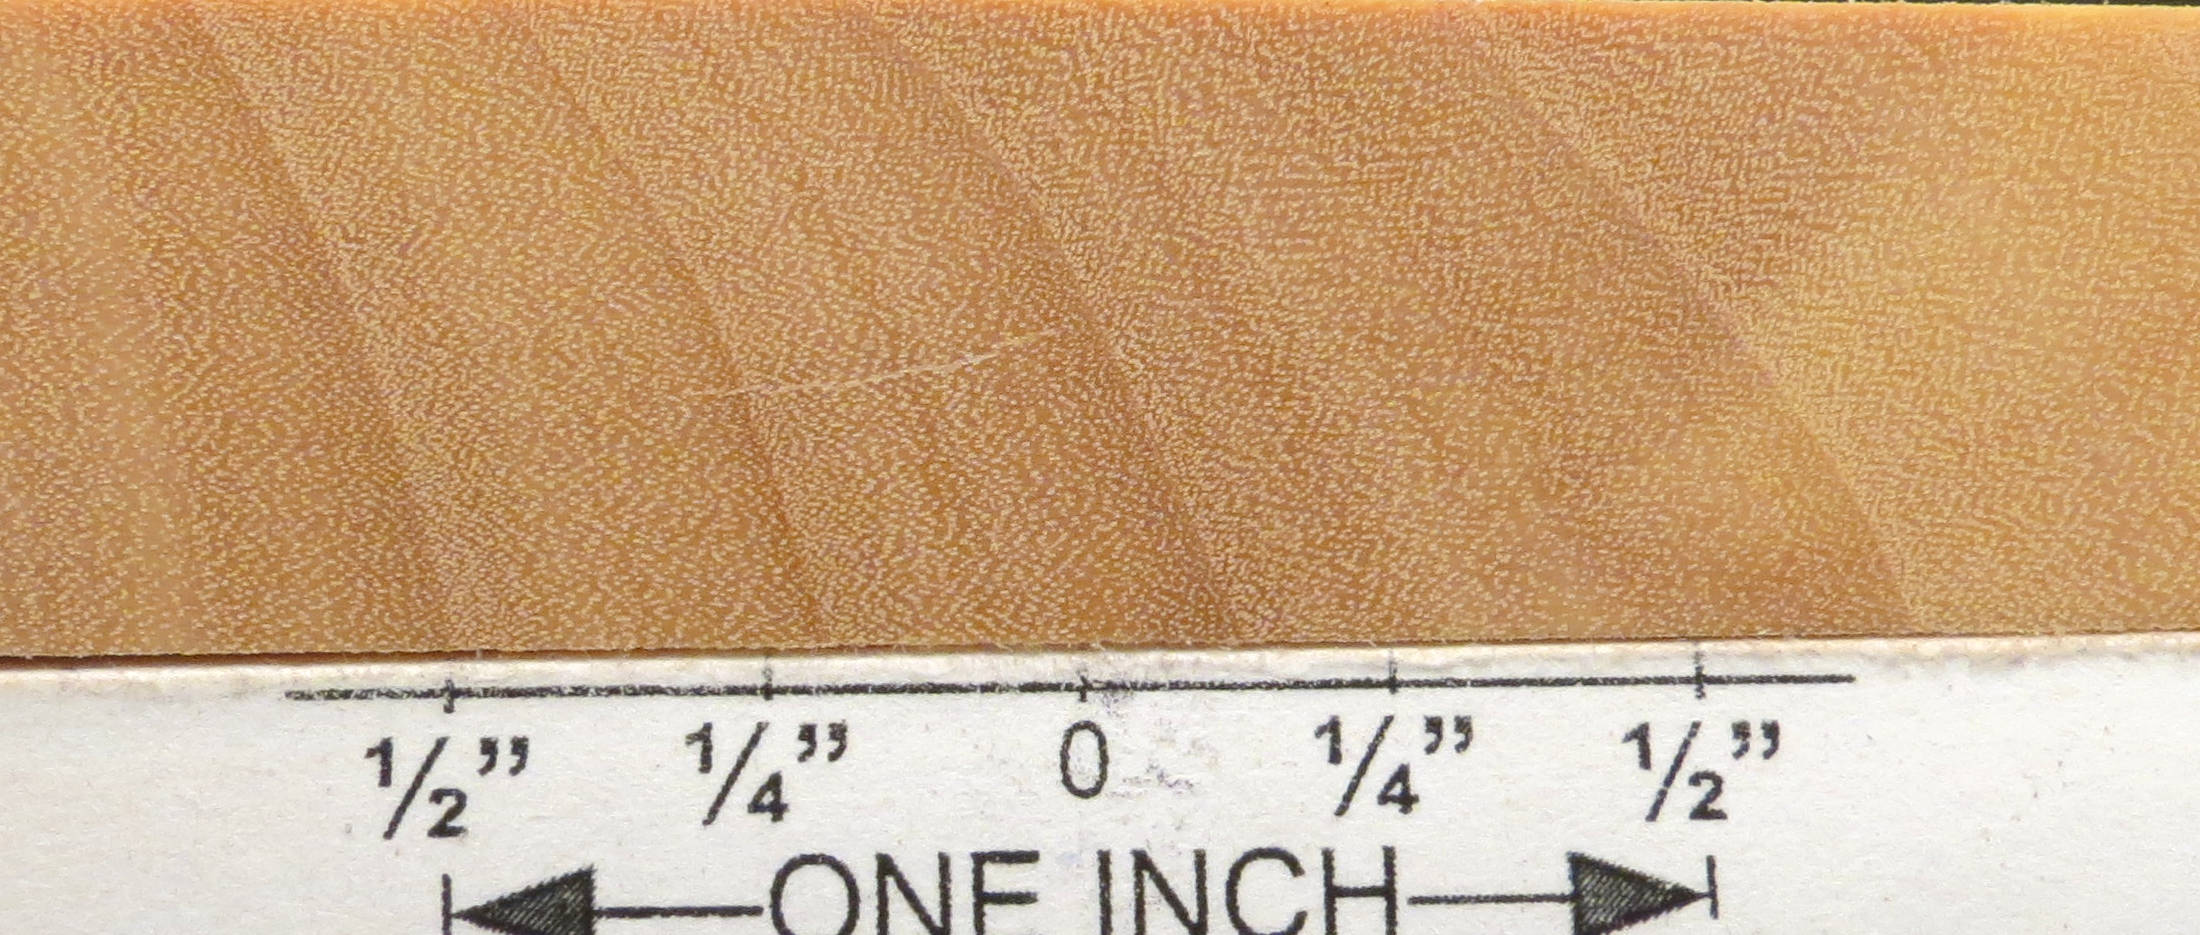 1/2” 1/4” 0 1/4” 1/2”
ONE INCH